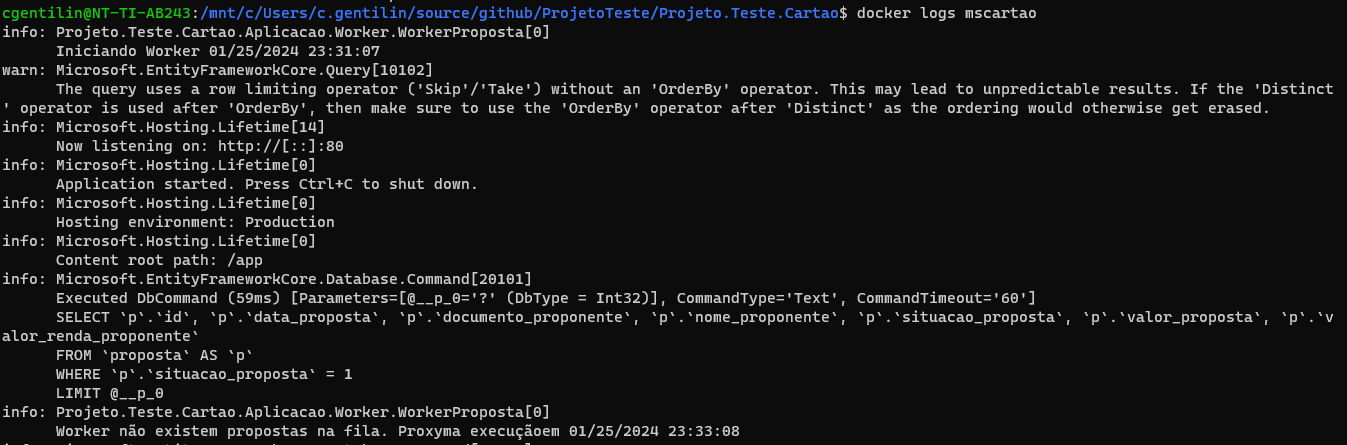 cgentilin@NT-TI-AB243:/mnt/c/Users/c.gentilin/source/github/ProjetoTeste/Projeto.Teste.Cartao$ docker logs mscartao
info: Projeto.Teste.Cartao.Aplicacao.Worker.WorkerProposta[0]
      Iniciando Worker 01/25/2024 23:31:07
warn: Microsoft.EntityFrameworkCore.Query[10102]
      The query uses a row limiting operator ('Skip'/'Take') without an 'OrderBy' operator. This may lead to unpredictable results. If the 'Distinct
' operator is used after 'OrderBy', then make sure to use the 'OrderBy' operator after 'Distinct' as the ordering would otherwise get erased.
info: Microsoft.Hosting.Lifetime[14]
      Now listening on: http://[::]:80
info: Microsoft.Hosting.Lifetime[0]
      Application started. Press Ctrl+C to shut down.
info: Microsoft.Hosting.Lifetime[0]
      Hosting environment: Production
info: Microsoft.Hosting.Lifetime[0]
      Content root path: /app
info: Microsoft.EntityFrameworkCore.Database.Command[20101]
      Executed DbCommand (59ms) [Parameters=[@__p_0='?' (DbType = Int32)], CommandType='Text', CommandTimeout='60']
      SELECT `p`.`id`, `p`.`data_proposta`, `p`.`documento_proponente`, `p`.`nome_proponente`, `p`.`situacao_proposta`, `p`.`valor_proposta`, `p`.`v
alor_renda_proponente`
      FROM `proposta` AS `p`
      WHERE `p`.`situacao_proposta` = 1
      LIMIT @__p_0
info: Projeto.Teste.Cartao.Aplicacao.Worker.WorkerProposta[0]
      Worker não existem propostas na fila. Proxyma execuçãoem 01/25/2024 23:33:08